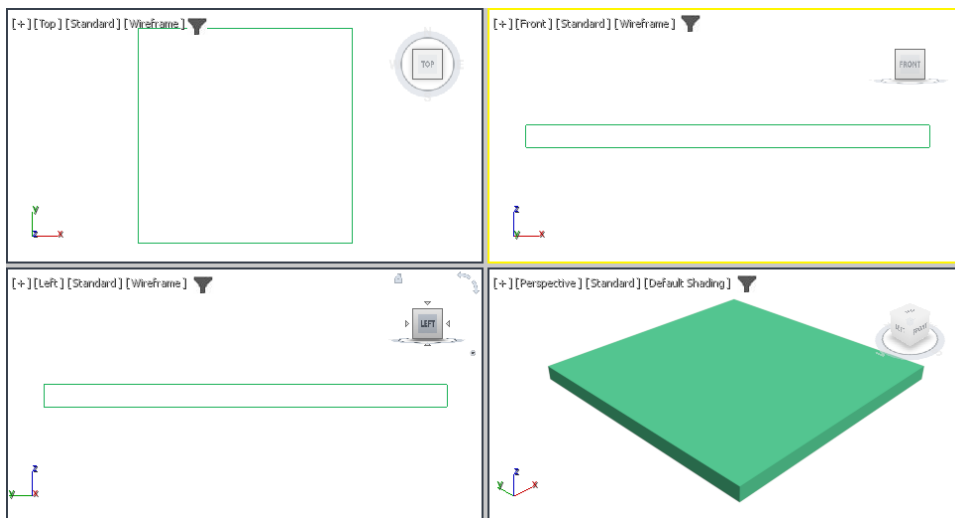 [+] [Top] [Standard] [Wireframe]
N
W
TOP
E
S
y
z
x
[+] [Front] [Standard] [Wireframe]
FRONT
z
y
x
[+] [Left] [Standard] [Wireframe]
LEFT
z
y
x
[+] [Perspective] [Standard] [Default Shading]
z
y
x